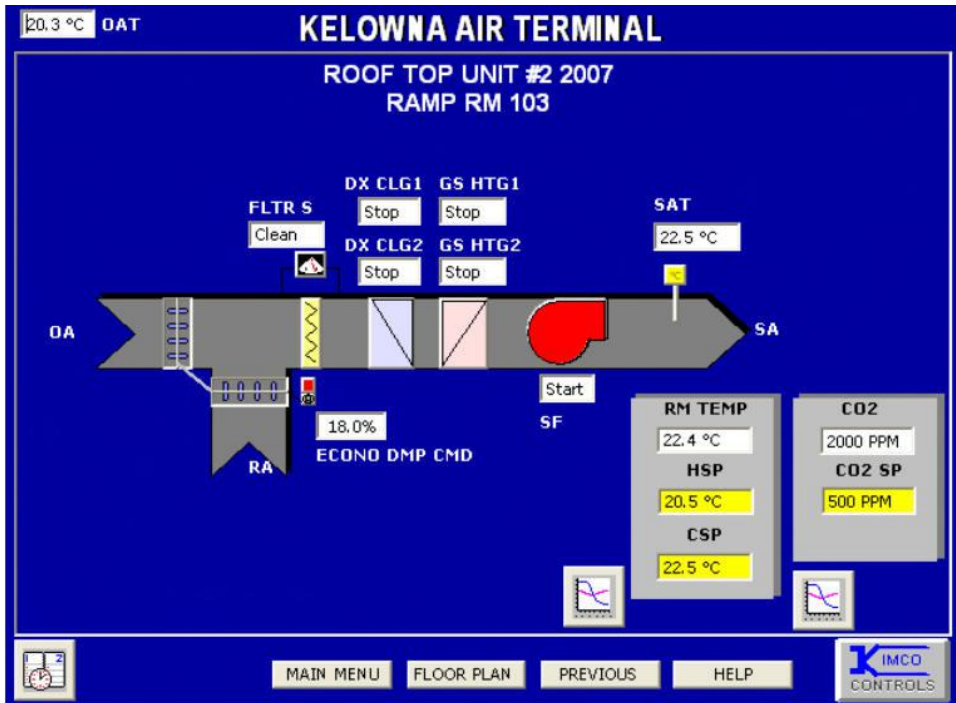 20.3 °C OAT
KELOWNA AIR TERMINAL
ROOF TOP UNIT #2 2007
RAMP RM 103
DX CLG1 GS HTG1
Stop Stop
FLTR S
Clean
DX CLG2 GS HTG2
Stop Stop
SAT
22.5 °C
°C
OA
SA
RA
18.0%
ECONO DMP CMD
Start
SF
RM TEMP
22.4 °C
HSP
20.5 °C
CSP
22.5 °C
CO2
2000 PPM
CO2 SP
500 PPM
1 2
MAIN MENU
FLOOR PLAN
PREVIOUS
HELP
KIMCO
CONTROLS